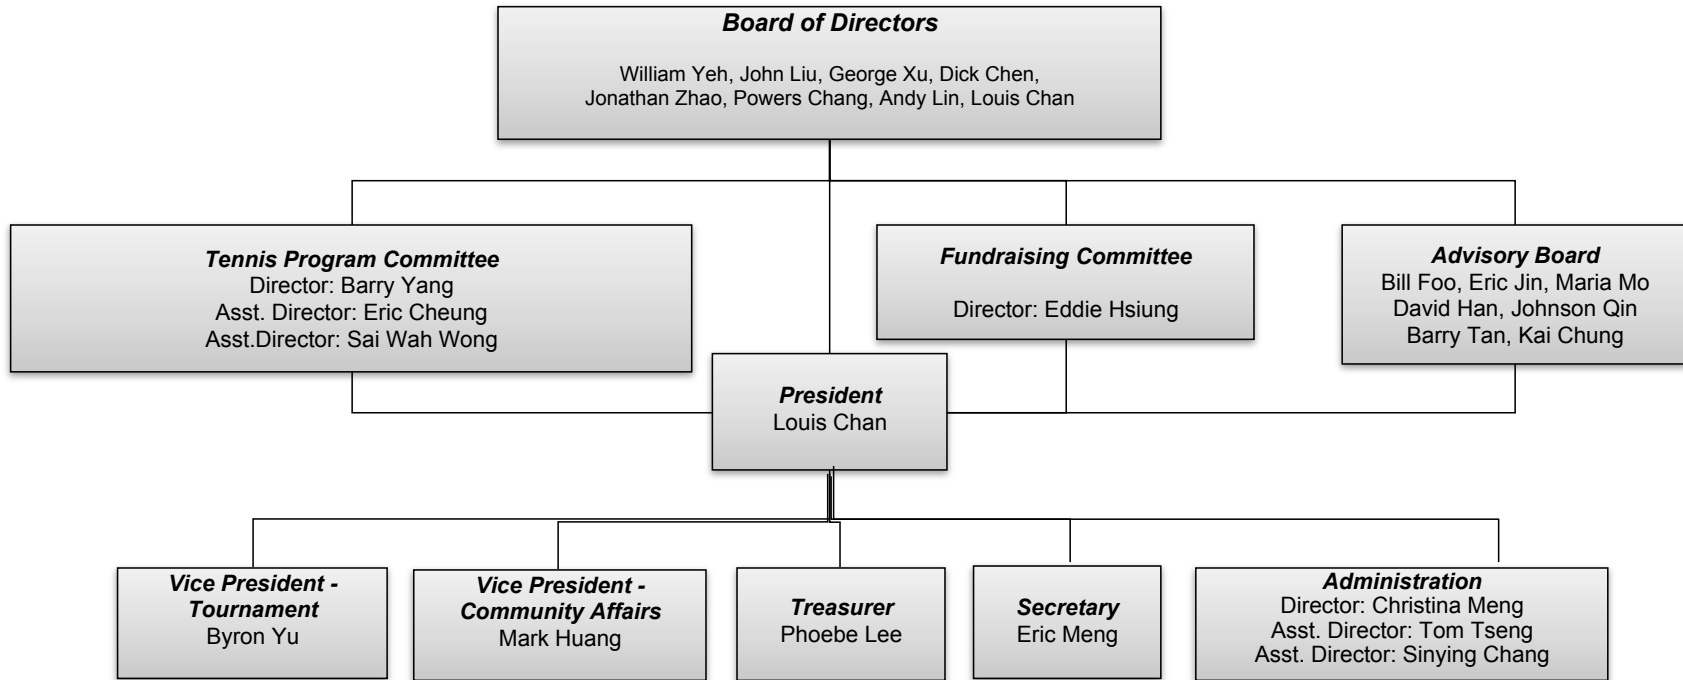 Board of Directors
William Yeh, John Liu, George Xu, Dick Chen,
Jonathan Zhao, Powers Chang, Andy Lin, Louis Chan
Tennis Program Committee
Director: Barry Yang
Asst. Director: Eric Cheung
Asst.Director: Sai Wah Wong
Fundraising Committee
Director: Eddie Hsiung
Advisory Board
Bill Foo, Eric Jin, Maria Mo
David Han, Johnson Qin
Barry Tan, Kai Chung
President
Louis Chan
Vice President -
Tournament
Byron Yu
Vice President -
Community Affairs
Mark Huang
Treasurer
Phoebe Lee
Secretary
Eric Meng
Administration
Director: Christina Meng
Asst. Director: Tom Tseng
Asst. Director: Sinying Chang